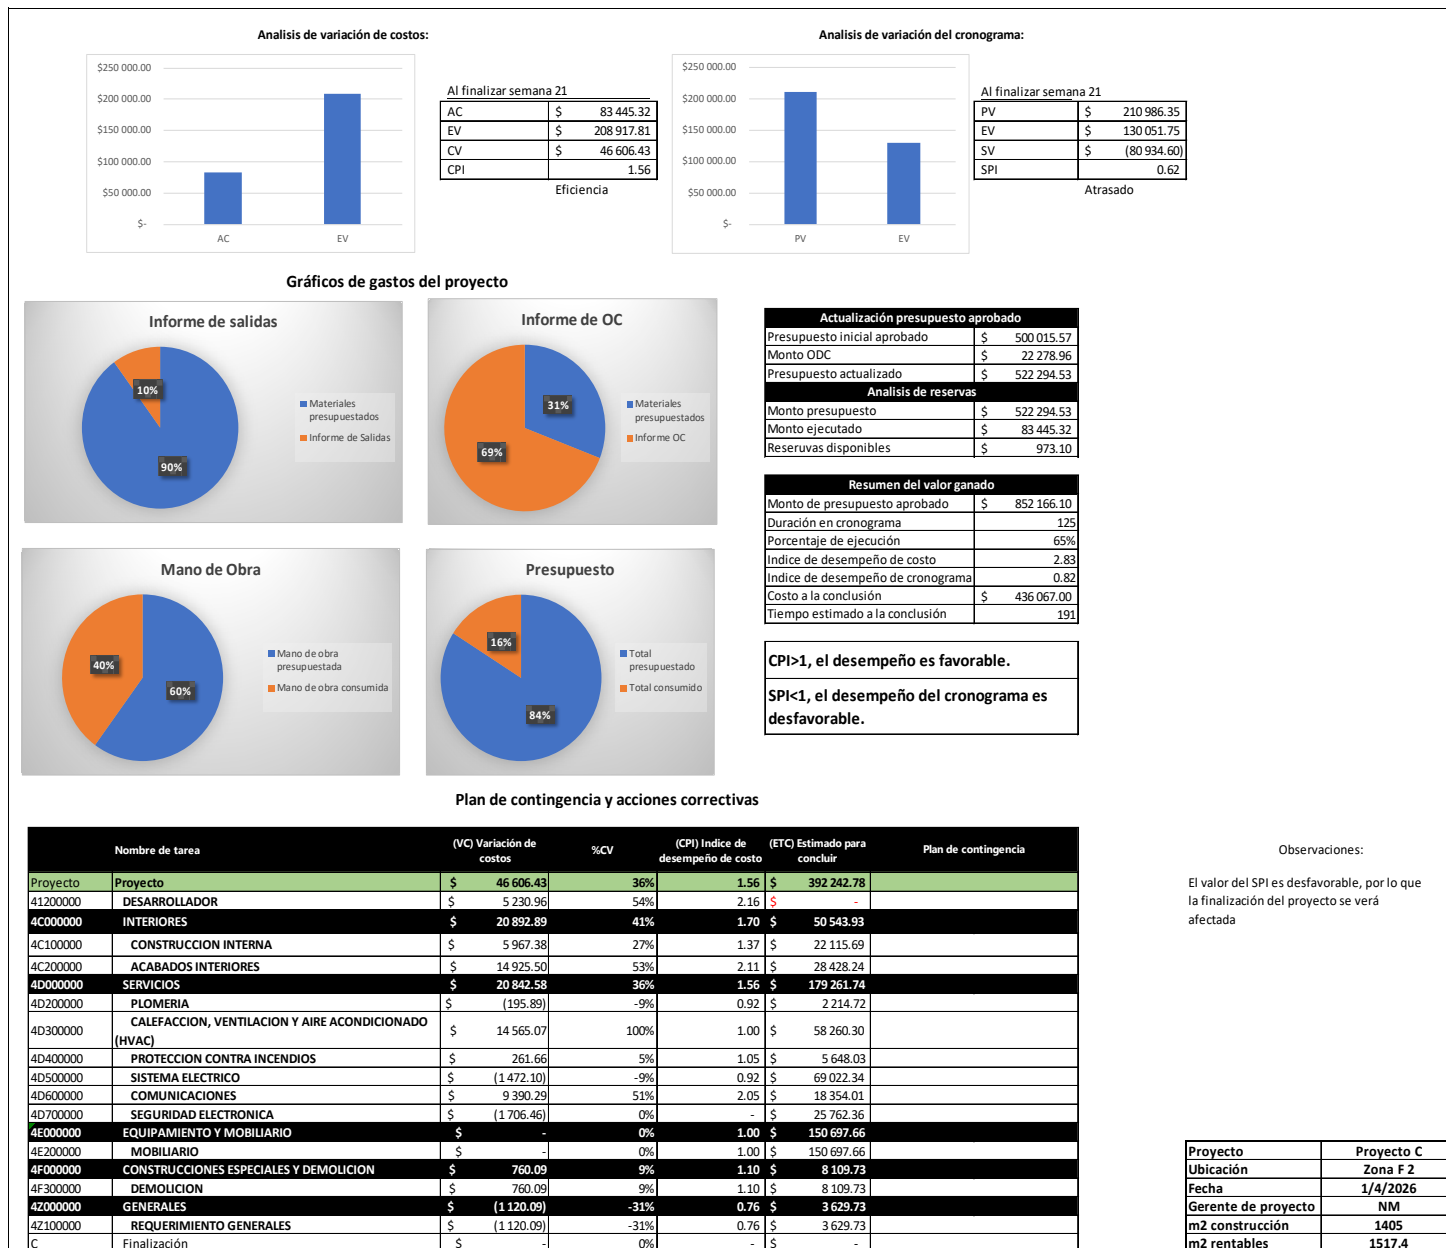 Analisis de variación de costos:
Analisis de variación del cronograma:
$250 000.00
$200 000.00
$150 000.00
$100 000.00
$50 000.00
$-
AC
EV
Al finalizar semana 21
AC $ 83 445.32
EV $ 208 917.81
CV $ 46 606.43
CPI 1.56
Eficiencia
$250 000.00
$200 000.00
$150 000.00
$100 000.00
$50 000.00
$-
PV
EV
Al finalizar semana 21
PV $ 210 986.35
EV $ 130 051.75
SV $ (80 934.60)
SPI 0.62
Atrasado
Gráficos de gastos del proyecto
Informe de salidas
10%
90%
Materiales
presupuestados
Informe de Salidas
Informe de OC
31%
69%
Materiales
presupuestados
Informe OC
Actualización presupuesto aprobado
Presupuesto inicial aprobado $ 500 015.57
Monto ODC $ 22 278.96
Presupuesto actualizado $ 522 294.53
Analisis de reservas
Monto presupuesto $ 522 294.53
Monto ejecutado $ 83 445.32
Reseruvas disponibles $ 973.10
Resumen del valor ganado
Monto de presupuesto aprobado $ 852 166.10
Duración en cronograma 125
Porcentaje de ejecución 65%
Indice de desempeño de costo 2.83
Indice de desempeño de cronograma 0.82
Costo a la conclusión $ 436 067.00
Tiempo estimado a la conclusión 191
Mano de Obra
40%
60%
Mano de obra
presupuestada
Mano de obra consumida
Presupuesto
16%
84%
Total
presupuestado
Total consumido
CPI>1, el desempeño es favorable.
SPI<1, el desempeño del cronograma es
desfavorable.
Plan de contingencia y acciones correctivas
Nombre de tarea (VC) Variación de costos %CV (CPI) Indice de desempeño de costo (ETC) Estimado para concluir Plan de contingencia
Proyecto Proyecto $ 46 606.43 36% 1.56 $ 392 242.78
41200000 DESARROLLADOR $ 5 230.96 54% 2.16 $ -
4C000000 INTERIORES $ 20 892.89 41% 1.70 $ 50 543.93
4C100000 CONSTRUCCION INTERNA $ 5 967.38 27% 1.37 $ 22 115.69
4C200000 ACABADOS INTERIORES $ 14 925.50 53% 2.11 $ 28 428.24
4D000000 SERVICIOS $ 20 842.58 36% 1.56 $ 179 261.74
4D200000 PLOMERIA $ (195.89) -9% 0.92 $ 2 214.72
4D300000 CALEFACCION, VENTILACION Y AIRE ACONDICIONADO (HVAC) $ 14 565.07 100% 1.00 $ 58 260.30
4D400000 PROTECCION CONTRA INCENDIOS $ 261.66 5% 1.05 $ 5 648.03
4D500000 SISTEMA ELECTRICO $ (1 472.10) -9% 0.92 $ 69 022.34
4D600000 COMUNICACIONES $ 9 390.29 51% 2.05 $ 18 354.01
4D700000 SEGURIDAD ELECTRONICA $ (1 706.46) 0% - $ 25 762.36
4E000000 EQUIPAMIENTO Y MOBILIARIO $ - 0% 1.00 $ 150 697.66
4E200000 MOBILIARIO $ - 0% 1.00 $ 150 697.66
4F000000 CONSTRUCCIONES ESPECIALES Y DEMOLICION $ 760.09 9% 1.10 $ 8 109.73
4F300000 DEMOLICION $ 760.09 9% 1.10 $ 8 109.73
4Z000000 GENERALES $ (1 120.09) -31% 0.76 $ 3 629.73
4Z100000 REQUERIMIENTO GENERALES $ (1 120.09) -31% 0.76 $ 3 629.73
C Finalización $ - 0% - $ -
Observaciones:
El valor del SPI es desfavorable, por lo que
la finalización del proyecto se verá
afectada
Proyecto Proyecto C
Ubicación Zona F 2
Fecha 1/4/2026
Gerente de proyecto NM
m2 construcción 1405
m2 rentables 1517.4